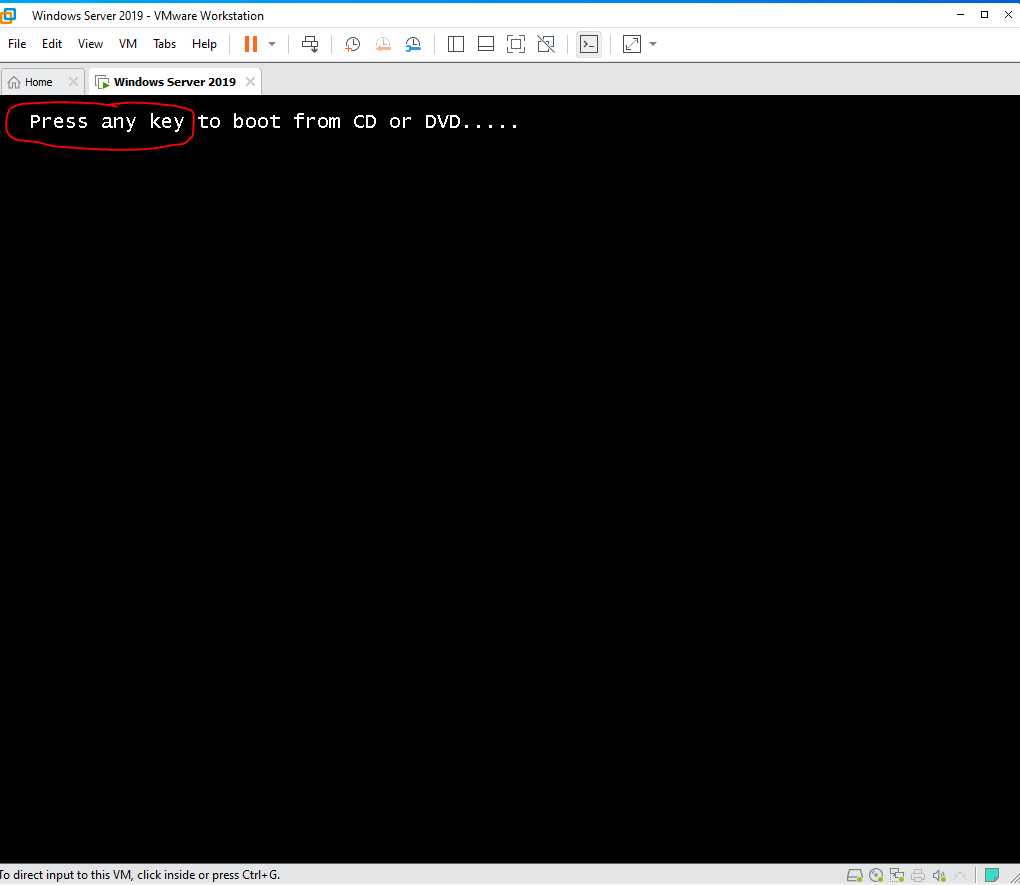 Windows Server 2019 - VMware Workstation
File Edit View VM Tabs Help
Home Windows Server 2019
Press any key to boot from CD or DVD.....
To direct input to this VM, click inside or press Ctrl+G.